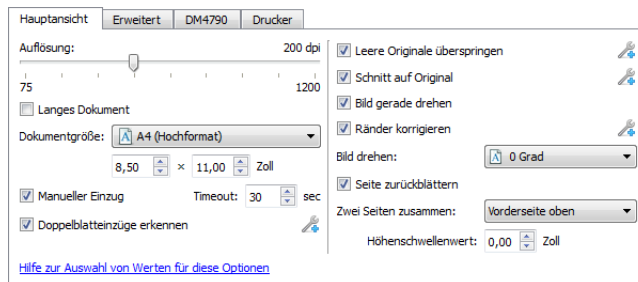 Hauptansicht Erweitert DM4790 Drucker
Auflösung: 200 dpi
75 1200
Langes Dokument
Dokumentgröße: A4 (Hochformat)
8,50 × 11,00 Zoll
Manueller Einzug Timeout: 30 sec
Doppelblatteinzüge erkennen
Hilfe zur Auswahl von Werten für diese Optionen
Leere Originale überspringen
Schnitt auf Original
Bild gerade drehen
Ränder korrigieren
Bild drehen: 0 Grad
Seite zurückblättern
Zwei Seiten zusammen: Vorderseite oben
Höhenschwellenwert: 0,00 Zoll